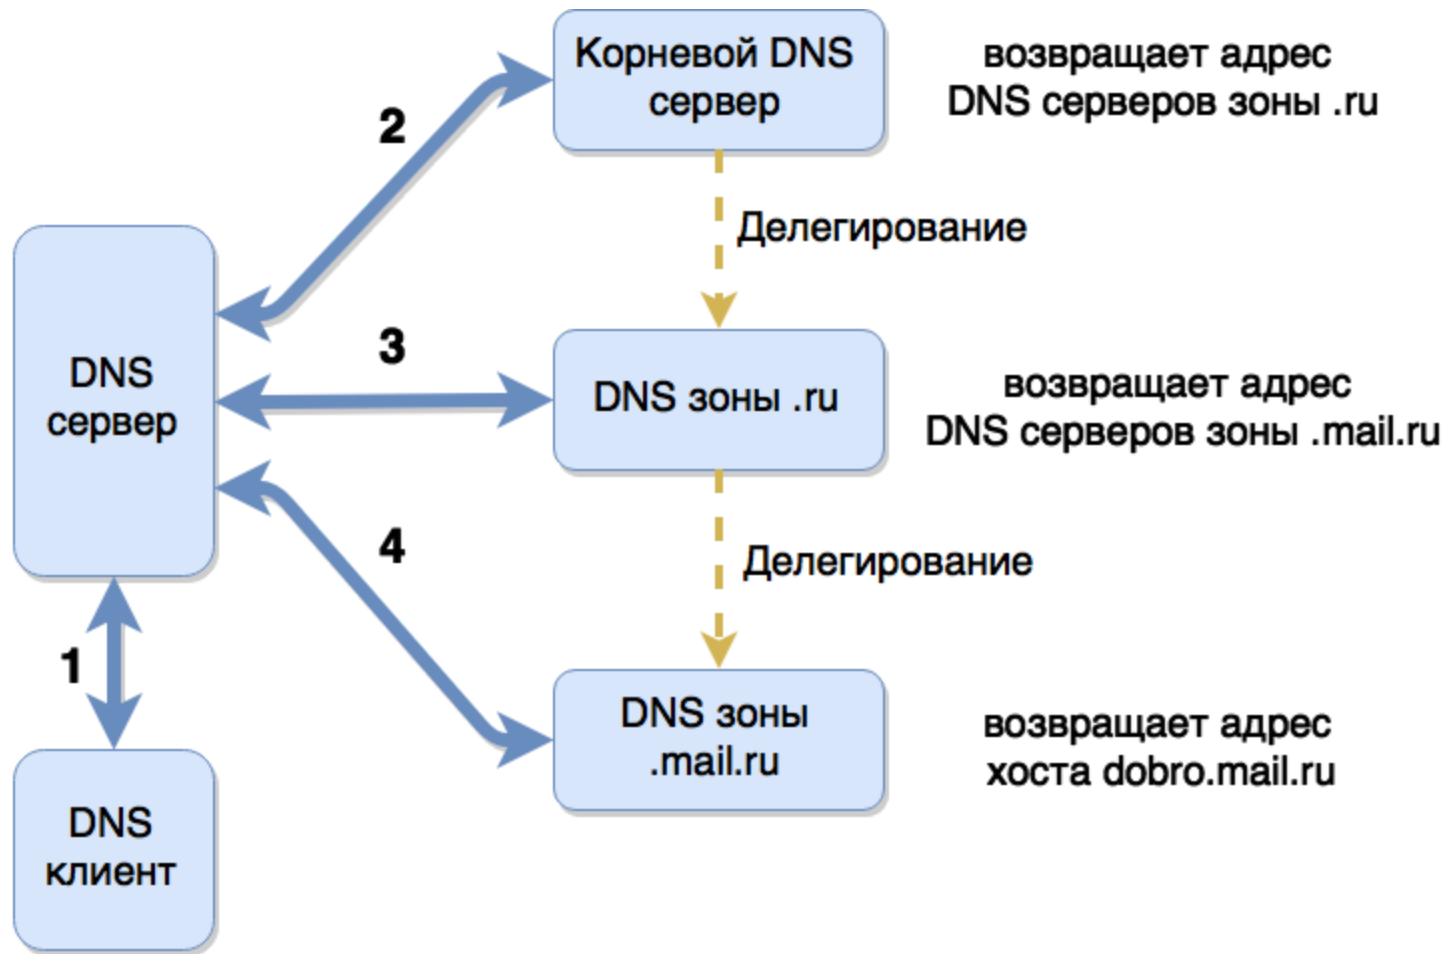 Корневой DNS
сервер
возвращает адрес
DNS серверов зоны .ru
2
Делегирование
DNS
сервер
3
DNS зоны .ru
возвращает адрес
DNS серверов зоны .mail.ru
4
Делегирование
1
DNS зоны
.mail.ru
возвращает адрес
хоста dobro.mail.ru
DNS
клиент